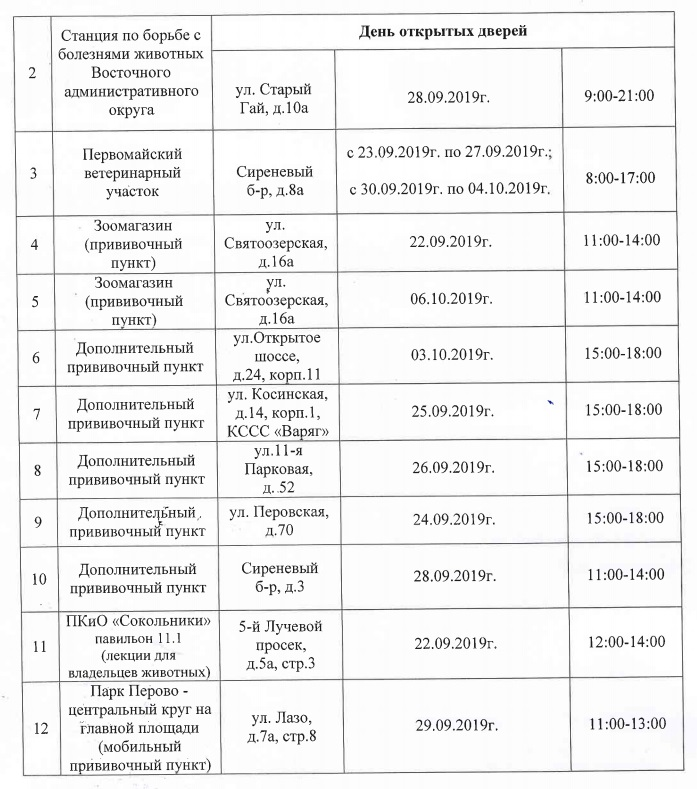 2
Станция по борьбе с
болезнями животных
Восточного
административного
округа
День открытых дверей
ул. Старый
Гай, д.10а
28.09.2019г.
9:00-21:00
3
Первомайский
ветеринарный
участок
Сиреневый
б-р, д.8а
с 23.09.2019г. по 27.09.2019г.;
с 30.09.2019г. по 04.10.2019г.
8:00-17:00
4
Зоомагазин
(прививочный
пункт)
ул.
Святоозерская,
д.16а
22.09.2019г.
11:00-14:00
5
Зоомагазин
(прививочный
пункт)
ул.
Святоозерская,
д.16а
06.10.2019г.
11:00-14:00
6
Дополнительный
прививочный пункт
ул.Открытое
шоссе,
д.24, корп.11
03.10.2019г.
15:00-18:00
7
Дополнительный
прививочный пункт
ул. Косинская,
д.14, корп.1,
КССС «Варяг»
25.09.2019г.
15:00-18:00
8
Дополнительный
прививочный пункт
ул.11-я
Парковая,
д. 52
26.09.2019г.
15:00-18:00
9
Дополнительный
прививочный пункт
ул. Перовская,
д.70
24.09.2019г.
15:00-18:00
10
Дополнительный
прививочный пункт
Сиреневый
б-р, д.3
28.09.2019г.
11:00-14:00
11
ПКиО «Сокольники»
павильон 11.1
(лекции для
владельцев животных)
5-й Лучевой
просек,
д.5а, стр.3
22.09.2019г.
12:00-14:00
12
Парк Перово -
центральный круг на
главной площади
(мобильный
прививочный пункт)
ул. Лазо,
д.7а, стр.8
29.09.2019г.
11:00-13:00